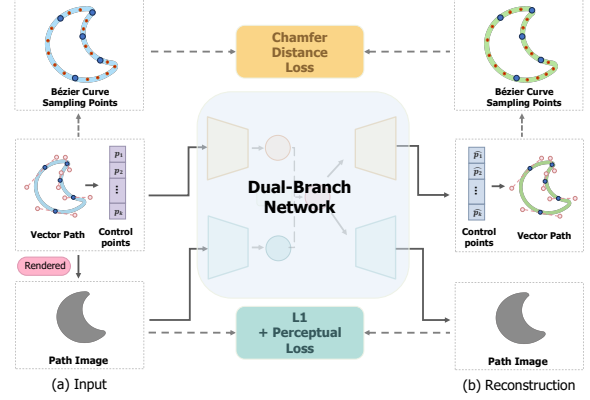 Bézier Curve
Sampling Points
Chamfer
Distance
Loss
Bézier Curve
Sampling Points
p₁
p₂
⋮
pₖ
Vector Path
Control
points
Dual-Branch
Network
p̂₁
p̂₂
⋮
p̂ₖ
Control
points
Vector Path
Rendered
Path Image
L1
+ Perceptual
Loss
Path Image
(a) Input
(b) Reconstruction